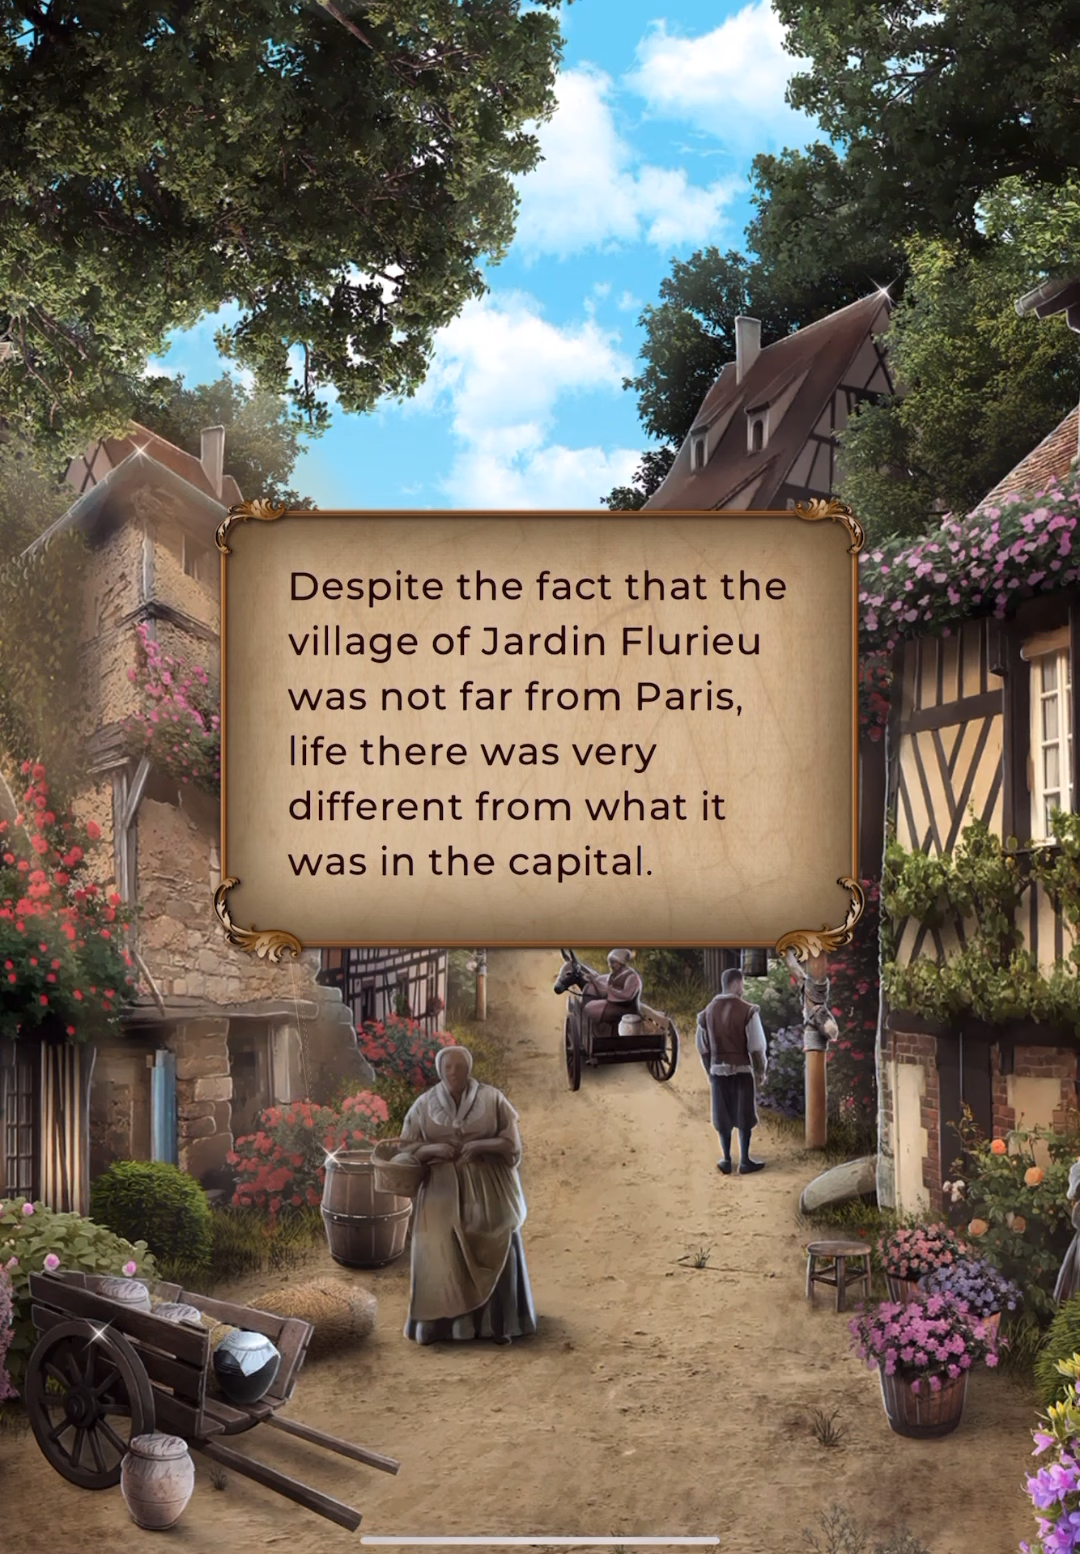 Despite the fact that the
village of Jardin Flurieu
was not far from Paris,
life there was very
different from what it
was in the capital.